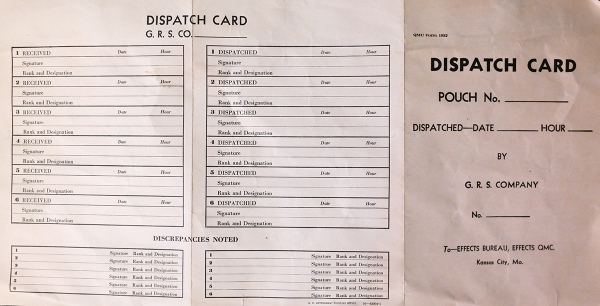 DISPATCH CARD
G. R. S. CO.
1 RECEIVED Date Hour
Signature
Rank and Designation
2 RECEIVED Date Hour
Signature
Rank and Designation
3 RECEIVED Date Hour
Signature
Rank and Designation
4 RECEIVED Date Hour
Signature
Rank and Designation
5 RECEIVED Date Hour
Signature
Rank and Designation
6 RECEIVED Date Hour
Signature
Rank and Designation
1 DISPATCHED Date Hour
Signature
Rank and Designation
2 DISPATCHED Date Hour
Signature
Rank and Designation
3 DISPATCHED Date Hour
Signature
Rank and Designation
4 DISPATCHED Date Hour
Signature
Rank and Designation
5 DISPATCHED Date Hour
Signature
Rank and Designation
6 DISPATCHED Date Hour
Signature
Rank and Designation
DISCREPANCIES NOTED
1 Signature Rank and Designation
2 Signature Rank and Designation
3 Signature Rank and Designation
4 Signature Rank and Designation
5 Signature Rank and Designation
6 Signature Rank and Designation
1 Signature Rank and Designation
2 Signature Rank and Designation
3 Signature Rank and Designation
4 Signature Rank and Designation
5 Signature Rank and Designation
6 Signature Rank and Designation
QMC Form 1052
DISPATCH CARD
POUCH No.
DISPATCHED—DATE HOUR
BY
G. R. S. COMPANY
No.
To—EFFECTS BUREAU, EFFECTS QMC.
Kansas City, Mo.